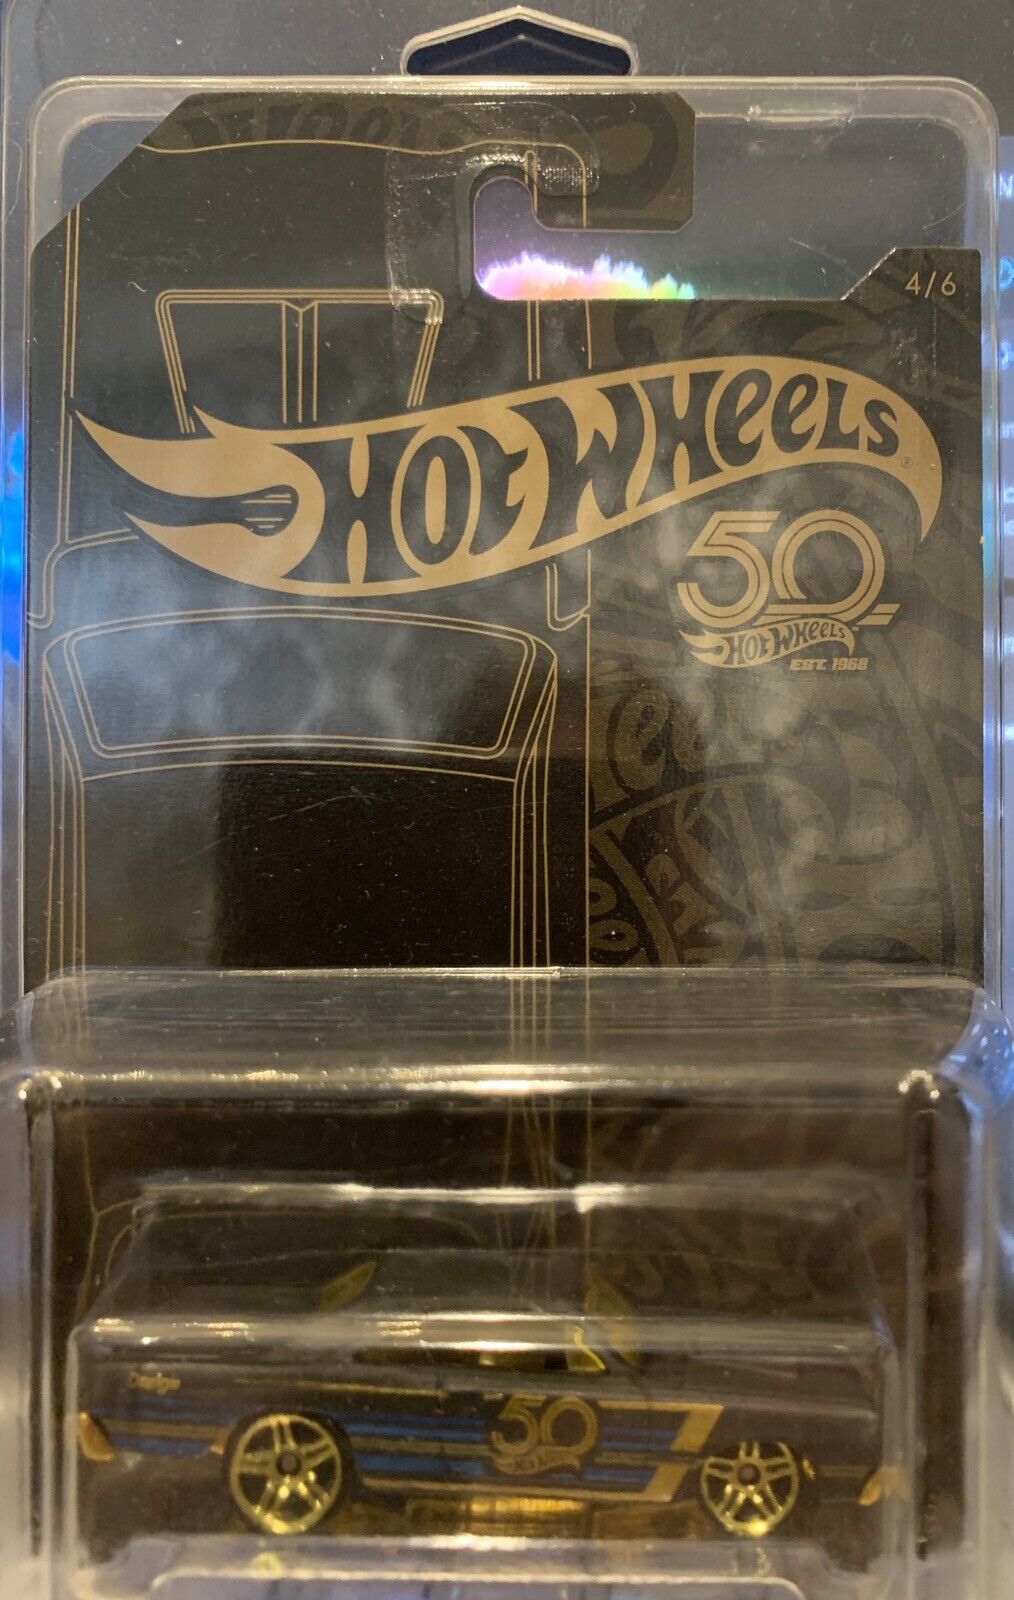 4/6
HOT WHEELS®
50
HOT WHEELS
EST. 1968
Dodge
50